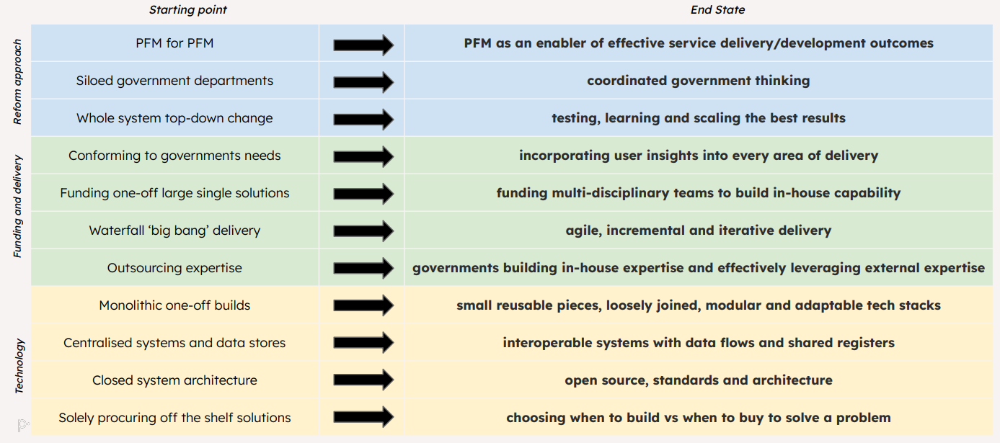 Starting point
End State
Reform approach
PFM for PFM
PFM as an enabler of effective service delivery/development outcomes
Siloed government departments
coordinated government thinking
Whole system top-down change
testing, learning and scaling the best results
Funding and delivery
Conforming to governments needs
incorporating user insights into every area of delivery
Funding one-off large single solutions
funding multi-disciplinary teams to build in-house capability
Waterfall ‘big bang’ delivery
agile, incremental and iterative delivery
Outsourcing expertise
governments building in-house expertise and effectively leveraging external expertise
Technology
Monolithic one-off builds
small reusable pieces, loosely joined, modular and adaptable tech stacks
Centralised systems and data stores
interoperable systems with data flows and shared registers
Closed system architecture
open source, standards and architecture
Solely procuring off the shelf solutions
choosing when to build vs when to buy to solve a problem